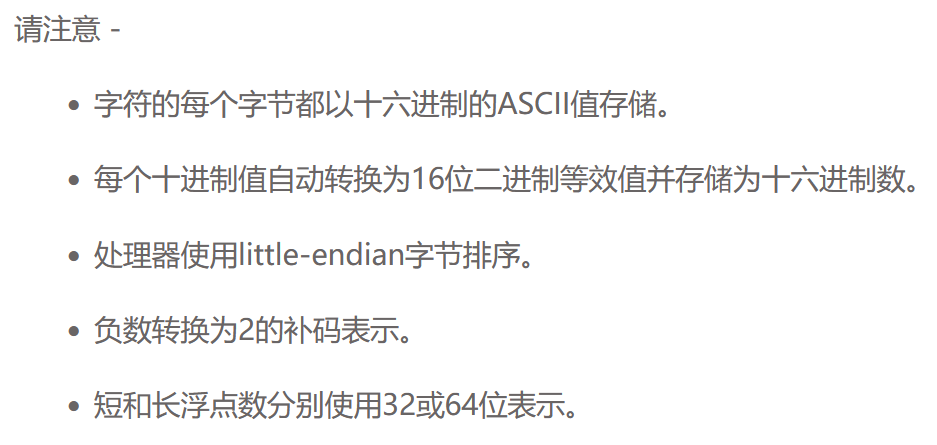 请注意 -
• 字符的每个字节都以十六进制的ASCII值存储。
• 每个十进制值自动转换为16位二进制等效值并存储为十六进制数。
• 处理器使用little-endian字节排序。
• 负数转换为2的补码表示。
• 短和长浮点数分别使用32或64位表示。